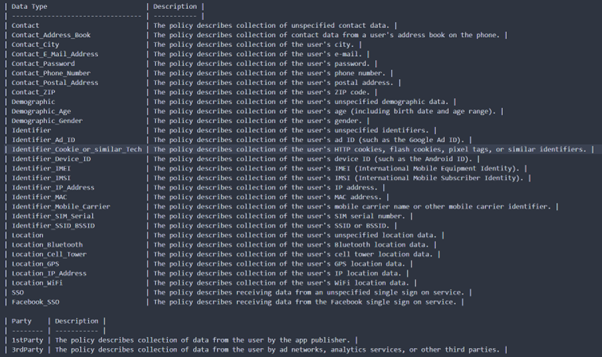 | Data Type | Description |
| ------------------------------ | ----------- |
| Contact | The policy describes collection of unspecified contact data. |
| Contact_Address_Book | The policy describes collection of contact data from a user's address book on the phone. |
| Contact_City | The policy describes collection of the user's city. |
| Contact_E_Mail_Address | The policy describes collection of the user's e-mail. |
| Contact_Password | The policy describes collection of the user's password. |
| Contact_Phone_Number | The policy describes collection of the user's phone number. |
| Contact_Postal_Address | The policy describes collection of the user's postal address. |
| Contact_ZIP | The policy describes collection of the user's ZIP code. |
| Demographic | The policy describes collection of the user's unspecified demographic data. |
| Demographic_Age | The policy describes collection of the user's age (including birth date and age range). |
| Demographic_Gender | The policy describes collection of the user's gender. |
| Identifier | The policy describes collection of the user's unspecified identifiers. |
| Identifier_Ad_ID | The policy describes collection of the user's ad ID (such as the Google Ad ID). |
| Identifier_Cookie_or_similar_Tech | The policy describes collection of the user's HTTP cookies, flash cookies, pixel tags, or similar identifiers. |
| Identifier_Device_ID | The policy describes collection of the user's device ID (such as the Android ID). |
| Identifier_IMEI | The policy describes collection of the user's IMEI (International Mobile Equipment Identity). |
| Identifier_IMSI | The policy describes collection of the user's IMSI (International Mobile Subscriber Identity). |
| Identifier_IP_Address | The policy describes collection of the user's IP address. |
| Identifier_MAC | The policy describes collection of the user's MAC address. |
| Identifier_Mobile_Carrier | The policy describes collection of the user's mobile carrier name or other mobile carrier identifier. |
| Identifier_SIM_Serial | The policy describes collection of the user's SIM serial number. |
| Identifier_SSID_BSSID | The policy describes collection of the user's SSID or BSSID. |
| Location | The policy describes collection of the user's unspecified location data. |
| Location_Bluetooth | The policy describes collection of the user's Bluetooth location data. |
| Location_Cell_Tower | The policy describes collection of the user's cell tower location data. |
| Location_GPS | The policy describes collection of the user's GPS location data. |
| Location_IP_Address | The policy describes collection of the user's IP location data. |
| Location_WiFi | The policy describes collection of the user's WiFi location data. |
| SSO | The policy describes receiving data from an unspecified single sign on service. |
| Facebook_SSO | The policy describes receiving data from the Facebook single sign on service. |
| Party | Description |
| -------- | ----------- |
| 1stParty | The policy describes collection of data from the user by the app publisher. |
| 3rdParty | The policy describes collection of data from the user by ad networks, analytics services, or other third parties. |